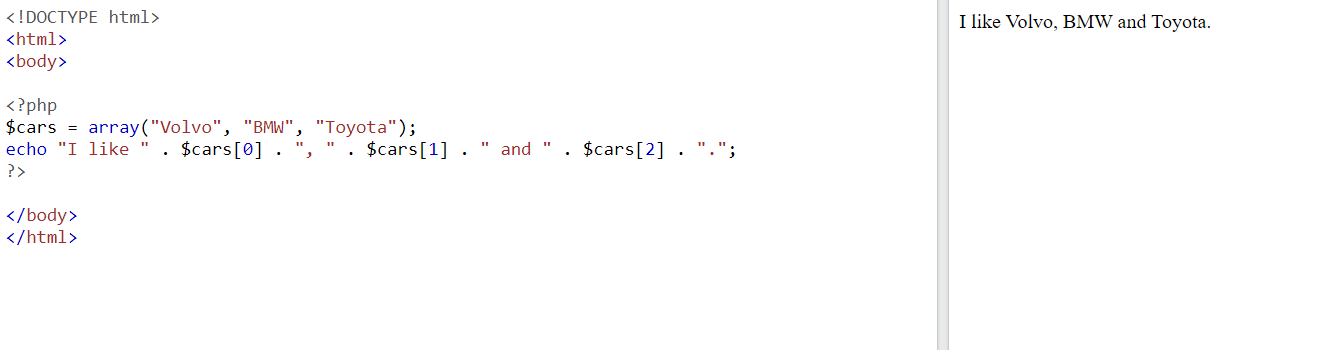 <!DOCTYPE html>
<html>
<body>
<?php
$cars = array("Volvo", "BMW", "Toyota");
echo "I like " . $cars[0] . ", " . $cars[1] . " and " . $cars[2] . ".";
?>
</body>
</html>
I like Volvo, BMW and Toyota.